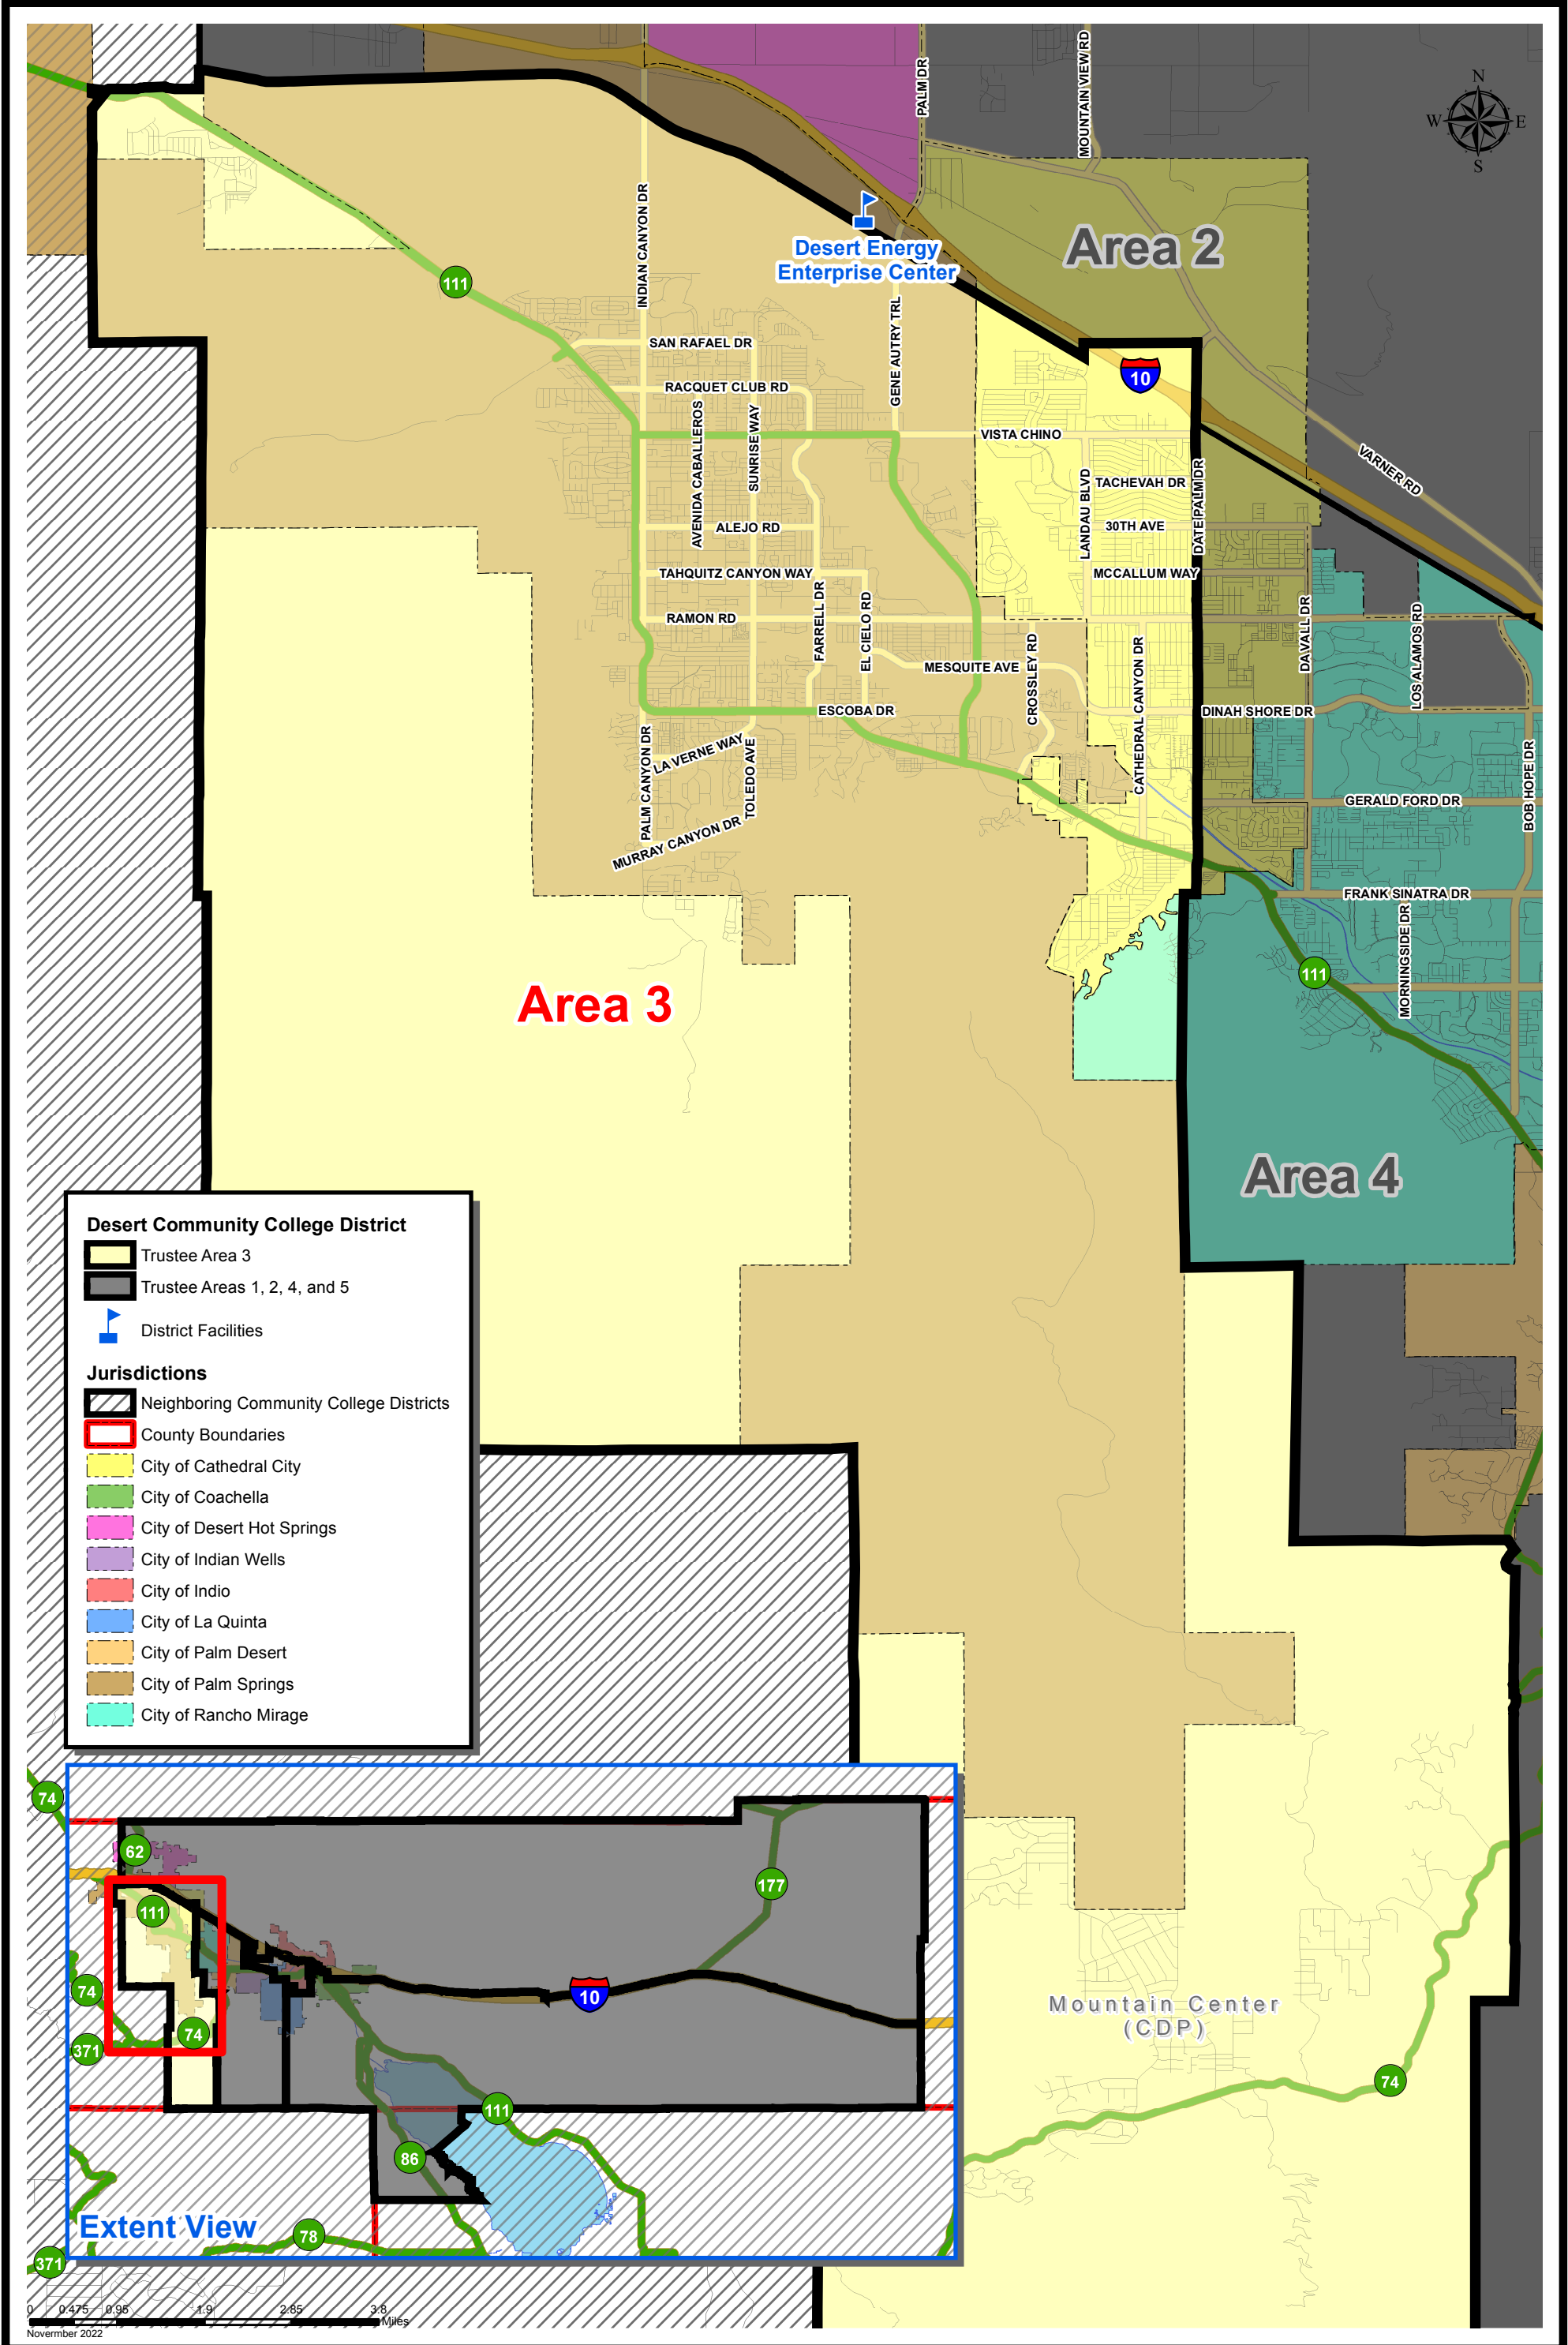 N
W E
S
PALM DR
MOUNTAIN VIEW RD
Area 2
INDIAN CANYON DR
Desert Energy
Enterprise Center
111
GENE AUTRY TRL
SAN RAFAEL DR
10
RACQUET CLUB RD
AVENIDA CABALLEROS
SUNRISE WAY
VISTA CHINO
VARNER RD
LANDAU BLVD
TACHEVAH DR
DATE PALM DR
ALEJO RD
30TH AVE
TAHQUITZ CANYON WAY
MCCALLUM WAY
FARRELL DR
EL CIELO RD
RAMON RD
DA VALL DR
LOS ALAMOS RD
MESQUITE AVE
CROSSLEY RD
CATHEDRAL CANYON DR
ESCOBA DR
DINAH SHORE DR
PALM CANYON DR
LA VERNE WAY
TOLEDO AVE
BOB HOPE DR
GERALD FORD DR
MURRAY CANYON DR
FRANK SINATRA DR
MORNINGSIDE DR
111
Area 3
Area 4
Desert Community College District
Trustee Area 3
Trustee Areas 1, 2, 4, and 5
District Facilities
Jurisdictions
Neighboring Community College Districts
County Boundaries
City of Cathedral City
City of Coachella
City of Desert Hot Springs
City of Indian Wells
City of Indio
City of La Quinta
City of Palm Desert
City of Palm Springs
City of Rancho Mirage
74
62
177
111
74
10
74
371
111
86
Extent View
78
371
Mountain Center
(CDP)
74
0 0.475 0.95 1.9 2.85 3.8
Miles
Novermber 2022